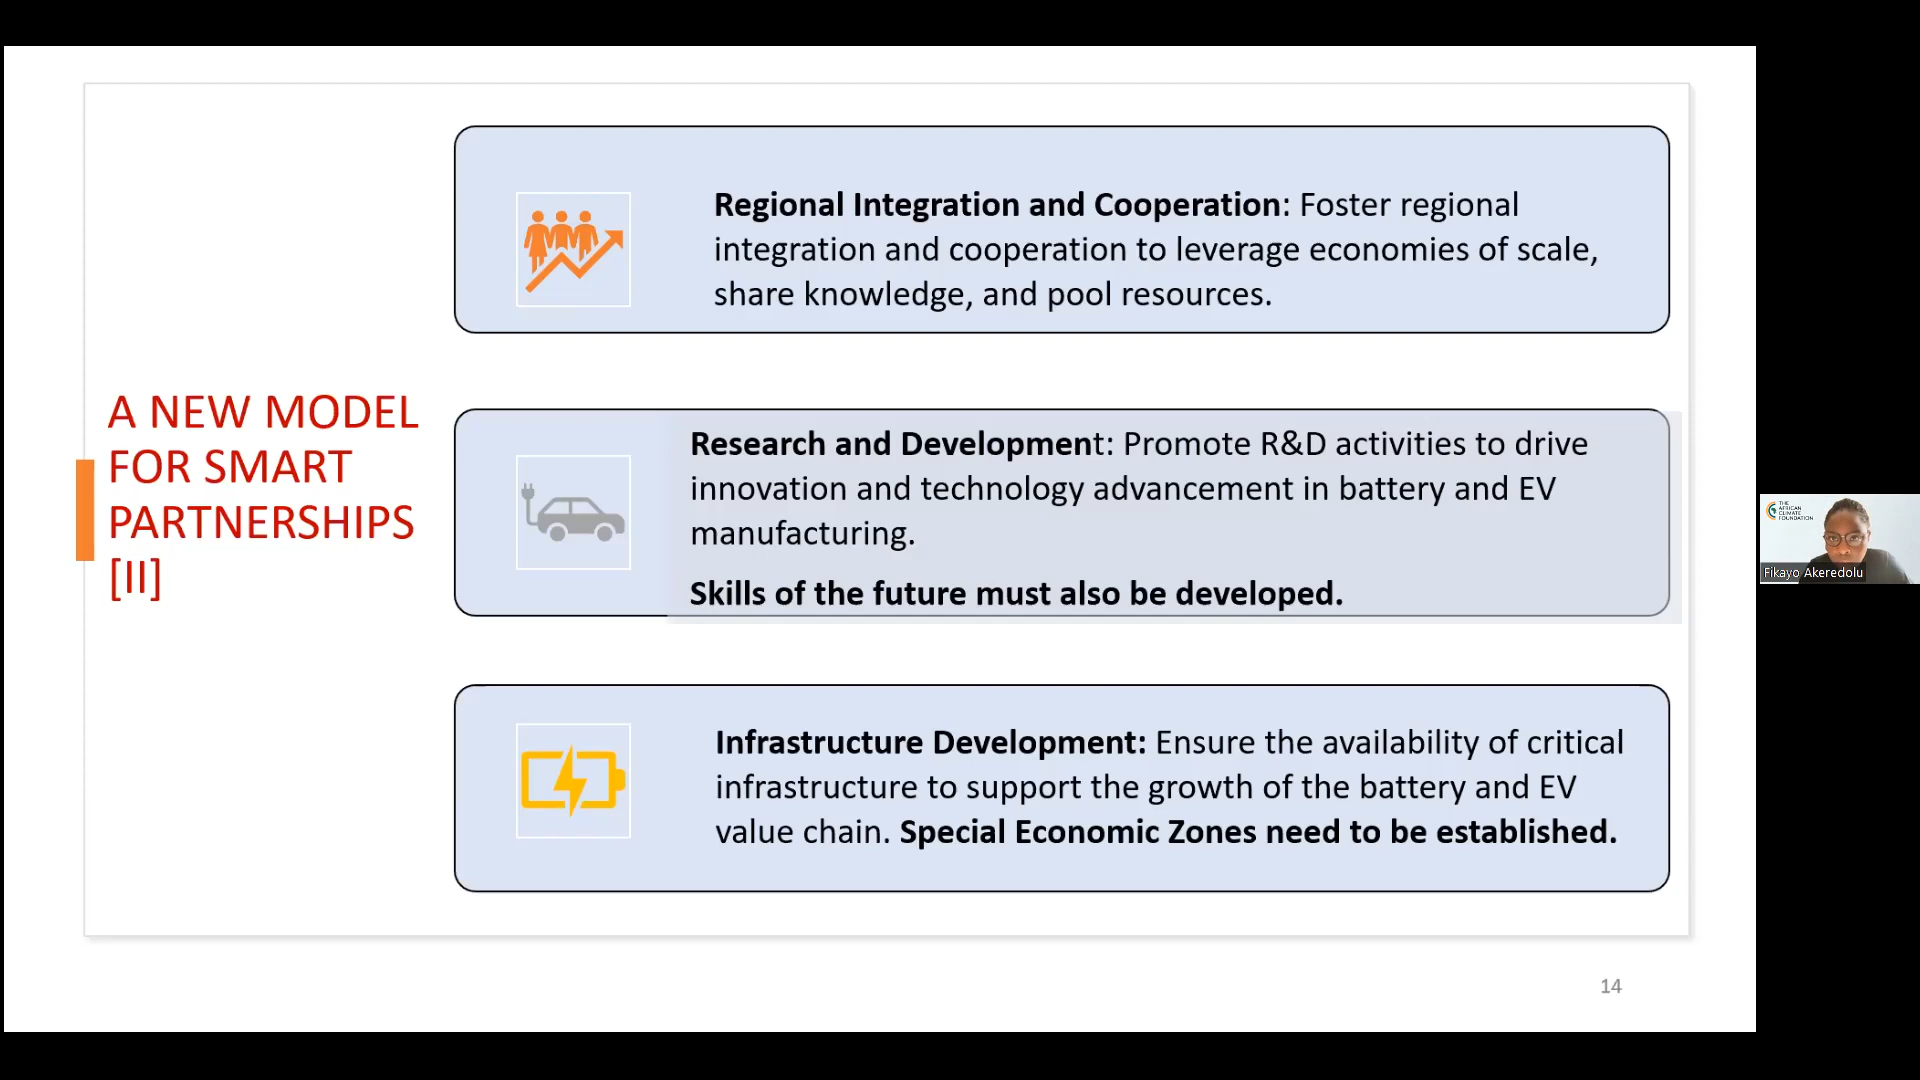 A NEW MODEL
FOR SMART
PARTNERSHIPS
[II]
Regional Integration and Cooperation: Foster regional
integration and cooperation to leverage economies of scale,
share knowledge, and pool resources.
Research and Development: Promote R&D activities to drive
innovation and technology advancement in battery and EV
manufacturing.
Skills of the future must also be developed.
Infrastructure Development: Ensure the availability of critical
infrastructure to support the growth of the battery and EV
value chain. Special Economic Zones need to be established.
14
THE
AFRICAN
CLIMATE
FOUNDATION
Fikayo Akeredolu